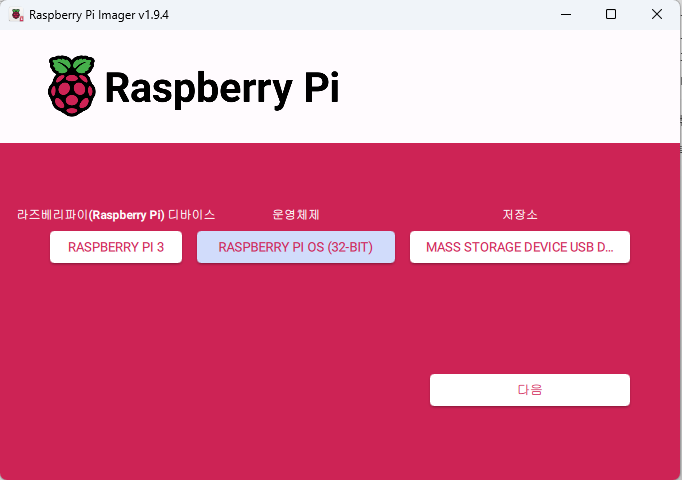 Raspberry Pi Imager v1.9.4
Raspberry Pi
라즈베리파이(Raspberry Pi) 디바이스
운영체제
저장소
RASPBERRY PI 3
RASPBERRY PI OS (32-BIT)
MASS STORAGE DEVICE USB D...
다음